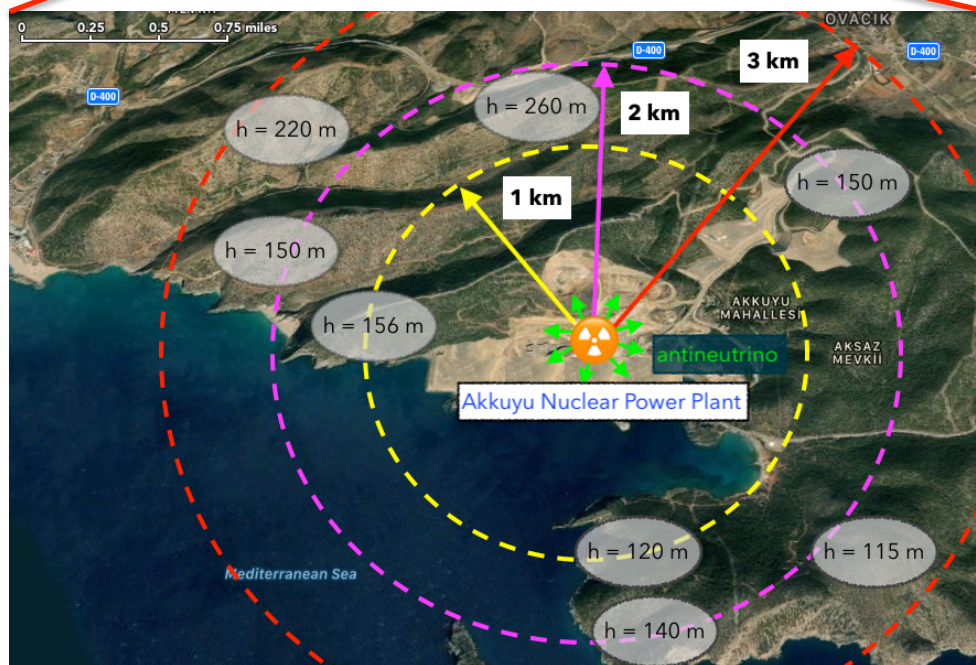 MEVKİİ
0 0.25 0.5 0.75 miles
OVACIK
D-400
D-400
D-400
3 km
h = 260 m
h = 220 m
2 km
h = 150 m
1 km
h = 150 m
AKKUYU
MAHALLESİ
h = 156 m
antineutrino
AKSAZ
MEVKİİ
Akkuyu Nuclear Power Plant
h = 120 m
h = 115 m
Mediterranean Sea
h = 140 m